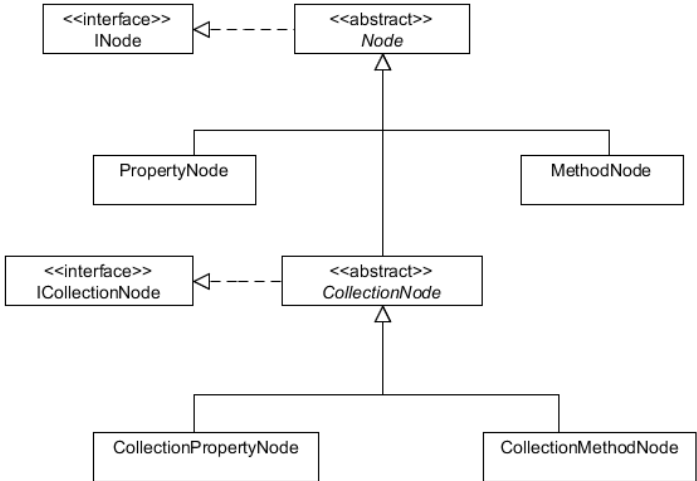 <<interface>>
INode
<<abstract>>
Node
PropertyNode
MethodNode
<<interface>>
ICollectionNode
<<abstract>>
CollectionNode
CollectionPropertyNode
CollectionMethodNode